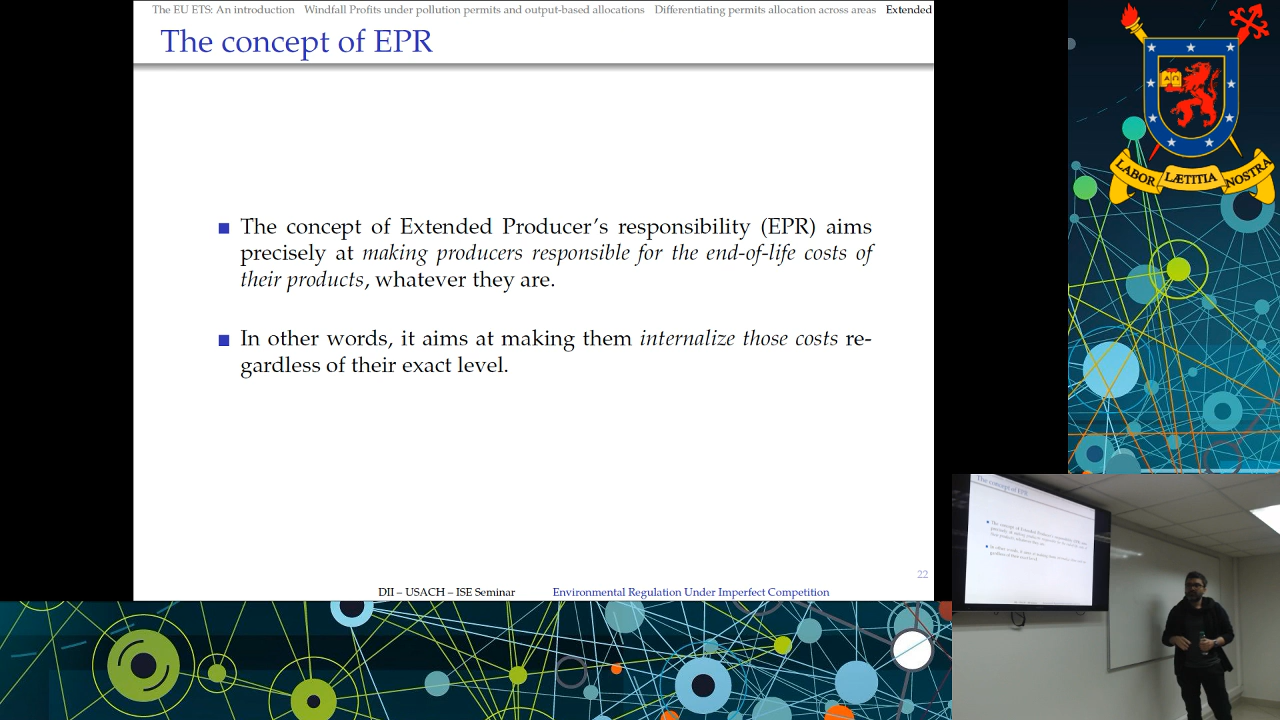 The EU ETS: An introduction Windfall Profits under pollution permits and output-based allocations Differentiating permits allocation across areas Extended
The concept of EPR
The concept of Extended Producer's responsibility (EPR) aims
precisely at making producers responsible for the end-of-life costs of
their products, whatever they are.
In other words, it aims at making them internalize those costs re-
gardless of their exact level.
22
DII – USACH – ISE Seminar Environmental Regulation Under Imperfect Competition
LABOR LÆTITIA NOSTRA
The concept of EPR